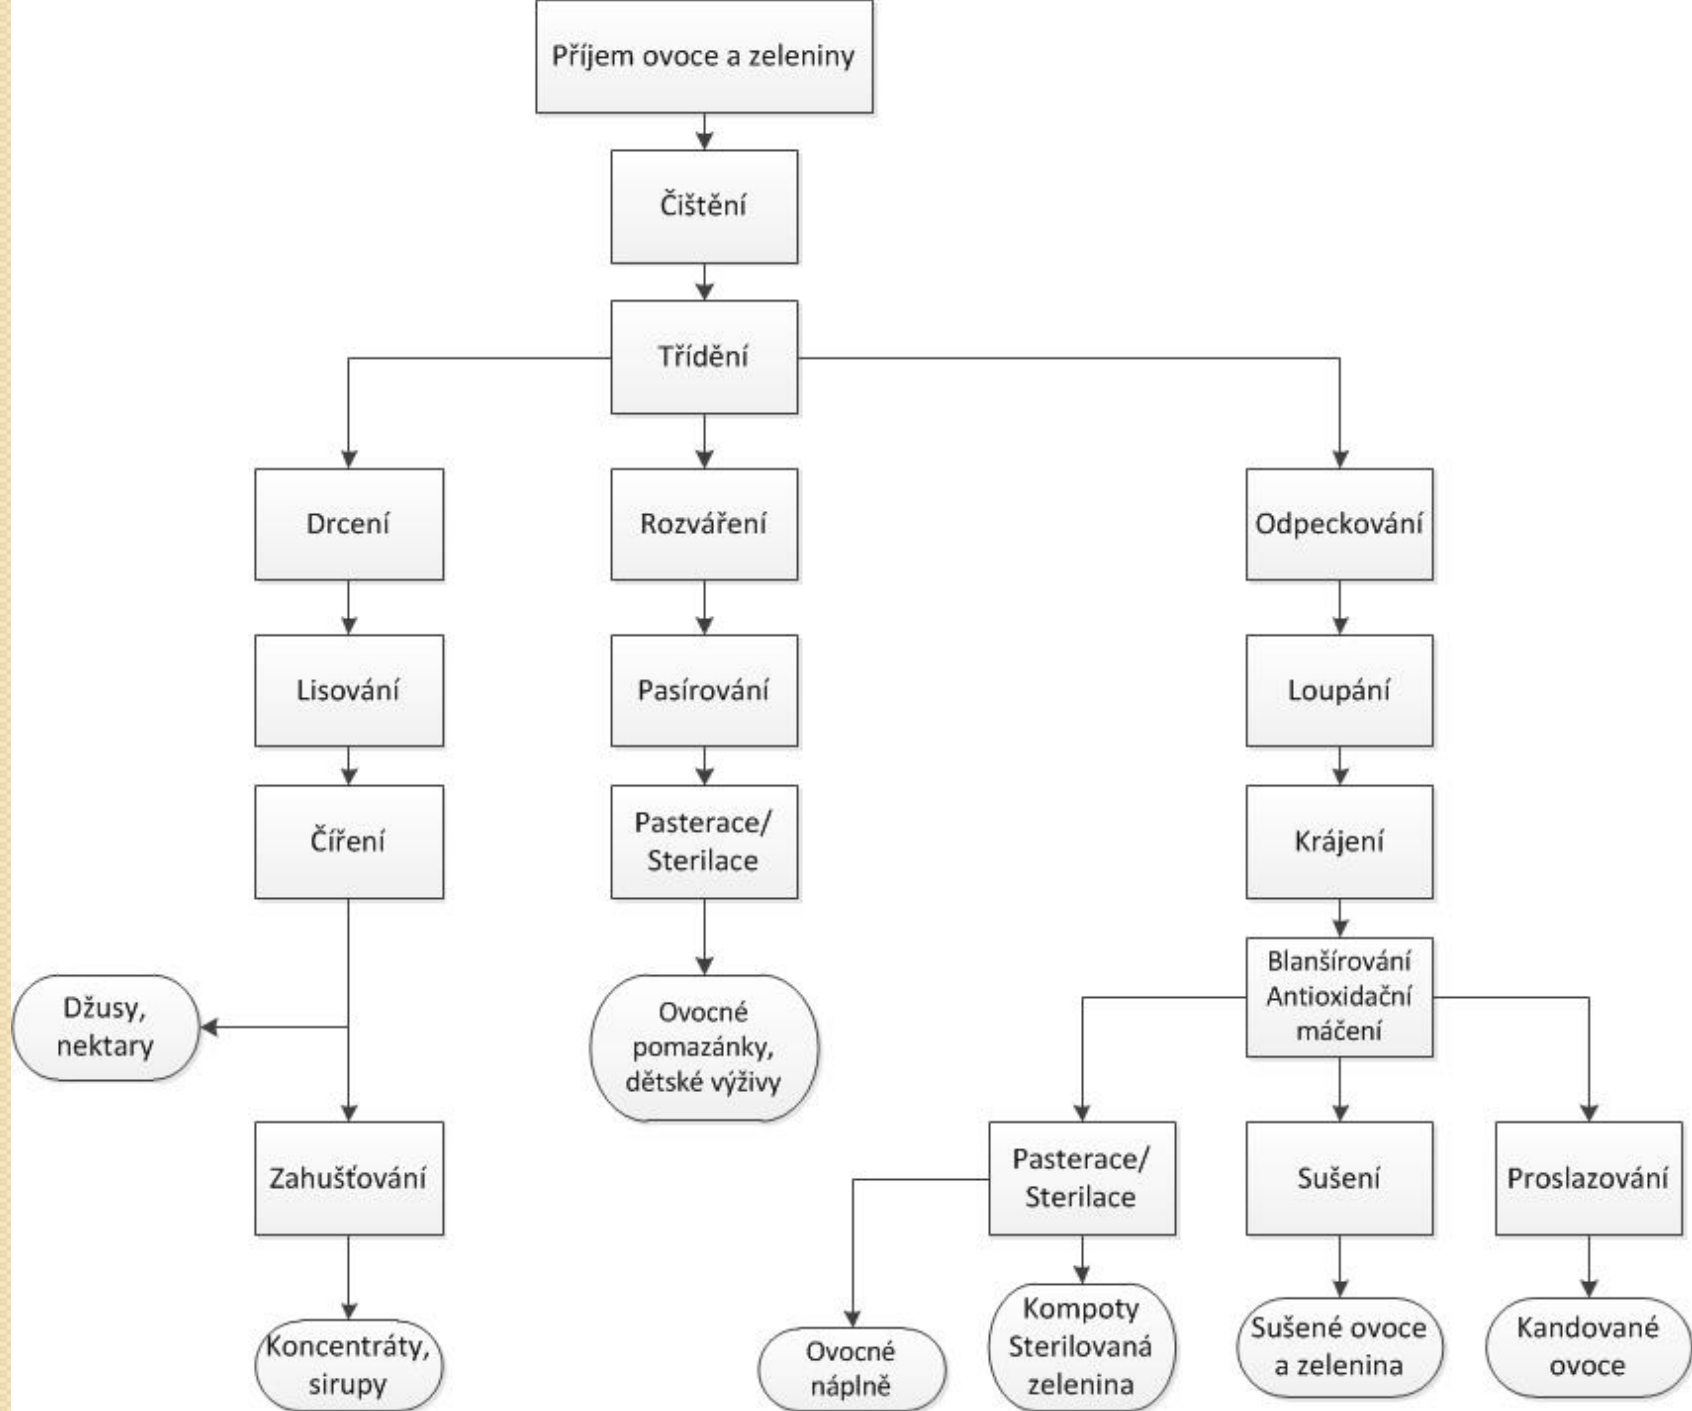 Příjem ovoce a zeleniny
Čištění
Třídění
Drcení
Rozváření
Odpeckování
Lisování
Pasírování
Loupání
Číření
Pasterace/
Sterilace
Krájení
Blanšírování
Antioxidační
máčení
Džusy,
nektary
Ovocné
pomazánky,
dětské výživy
Zahušťování
Pasterace/
Sterilace
Sušení
Proslazování
Koncentráty,
sirupy
Ovocné
náplně
Kompoty
Sterilovaná
zelenina
Sušené ovoce
a zelenina
Kandované
ovoce